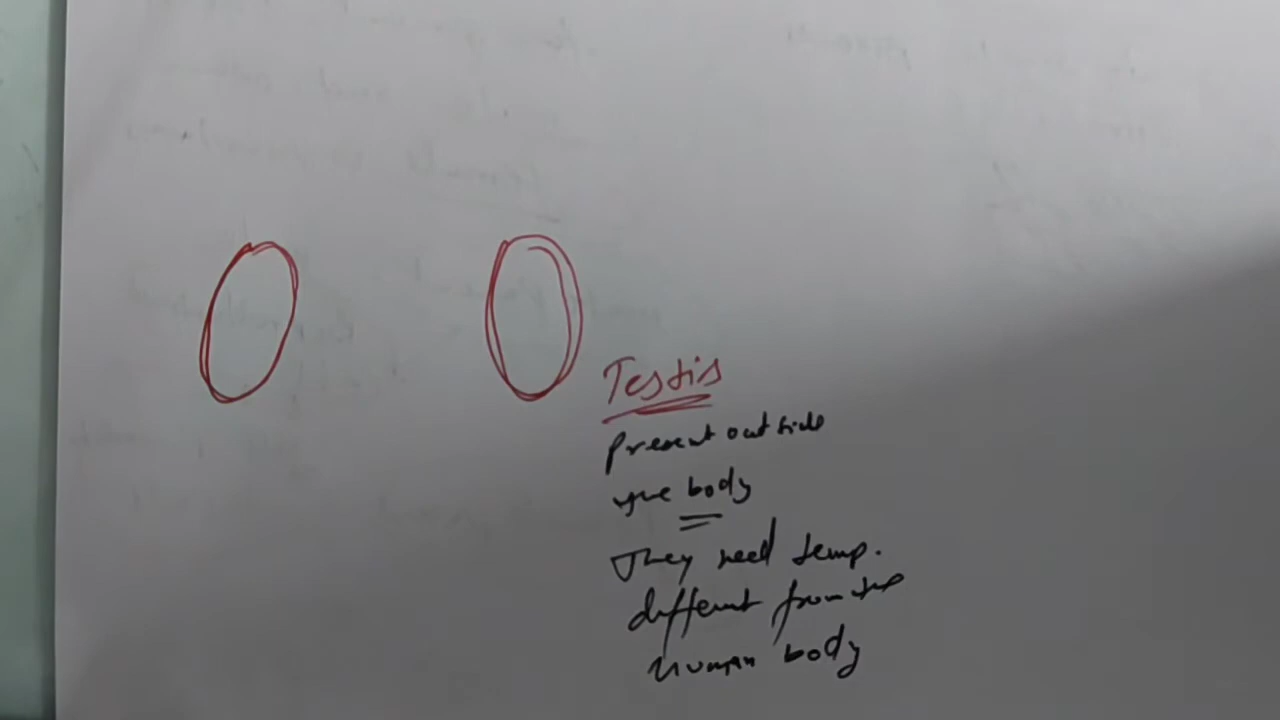 Testis
present outside
the body
They need temp.
different from the
human body